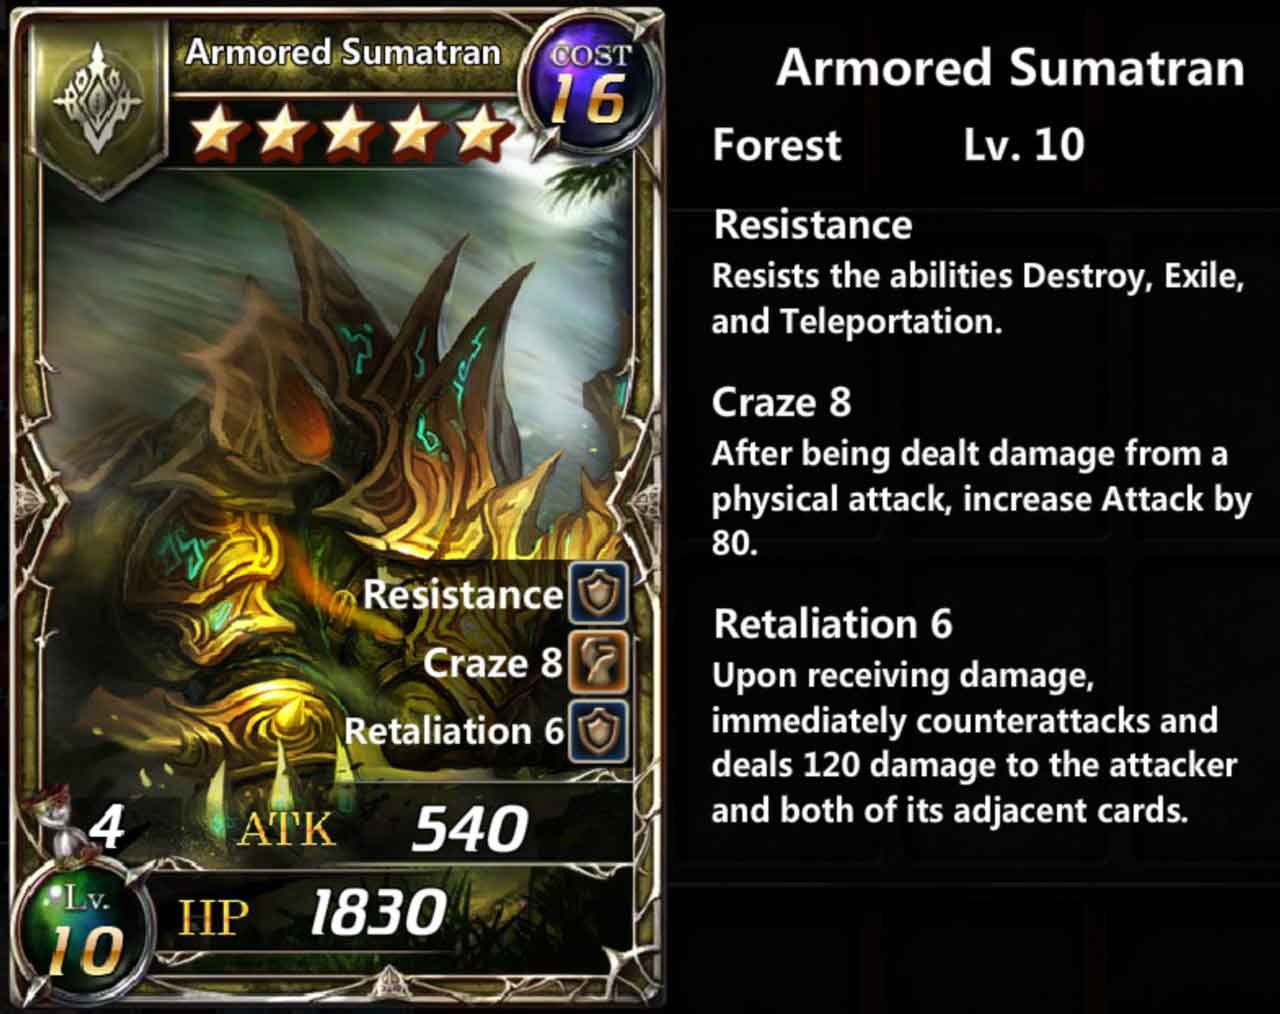 Armored Sumatran
COST
16
Resistance
Craze 8
Retaliation 6
4
ATK 540
Lv.
10
HP 1830
Armored Sumatran
Forest Lv. 10
Resistance
Resists the abilities Destroy, Exile,
and Teleportation.
Craze 8
After being dealt damage from a
physical attack, increase Attack by
80.
Retaliation 6
Upon receiving damage,
immediately counterattacks and
deals 120 damage to the attacker
and both of its adjacent cards.